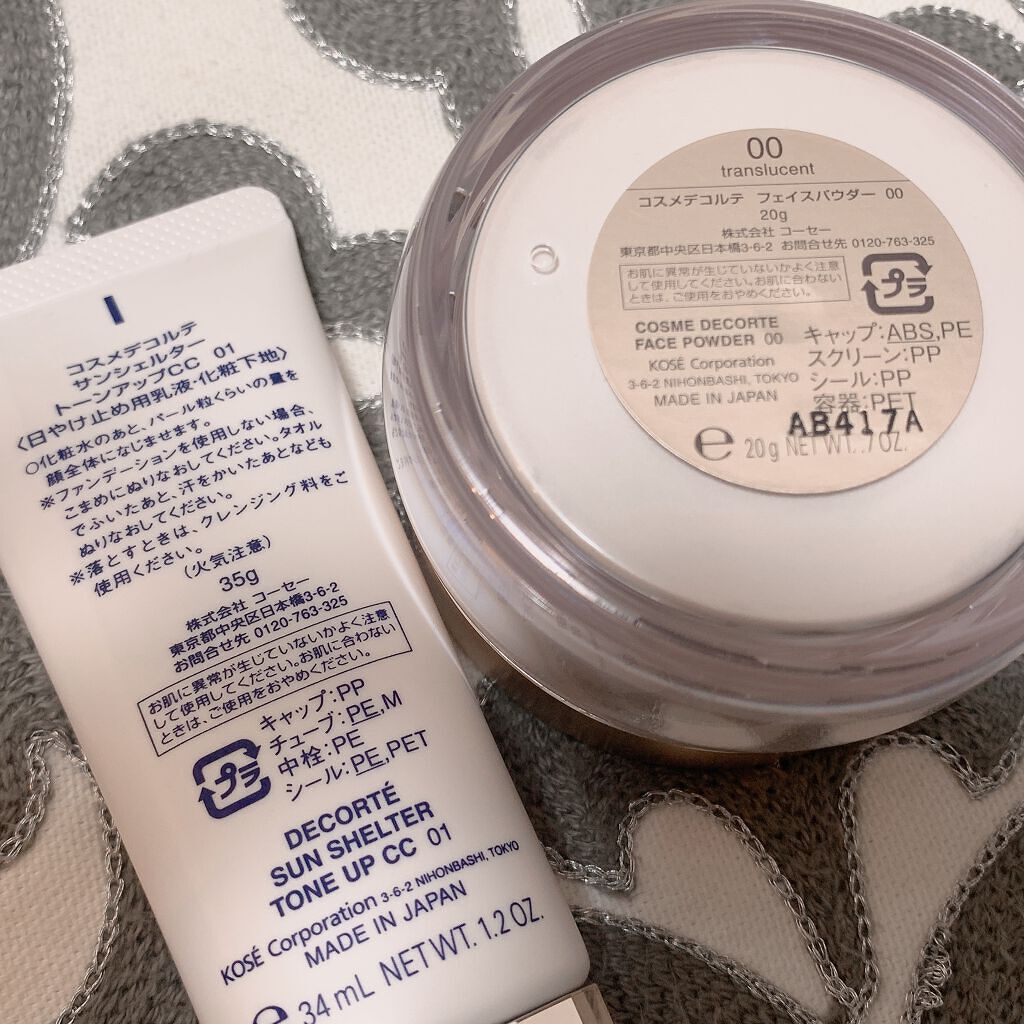 コスメデコルテ
サンシェルター
トーンアップCC 01
〈日やけ止め用乳液・化粧下地〉
○化粧水のあと、パール粒くらいの量を
顔全体になじませます。
※ファンデーションを使用しない場合、
こまめにぬりなおしてください。タオル
でふいたあと、汗をかいたあとなども
ぬりなおしてください。
※落とすときは、クレンジング料をご
使用ください。
(火気注意)
35g
株式会社 コーセー
東京都中央区日本橋3-6-2
お問合せ先 0120-763-325
お肌に異常が生じていないかよく注意
して使用してください。お肌に合わない
ときは、ご使用をおやめください。
プラ
キャップ:PP
チューブ:PE,M
中栓:PE
シール:PE,PET
DECORTÉ
SUN SHELTER
TONE UP CC 01
KOSÉ Corporation 3-6-2 NIHONBASHI, TOKYO
MADE IN JAPAN
℮ 34 mL NET WT. 1.2 OZ.
00
translucent
コスメデコルテ フェイスパウダー 00
20g
株式会社 コーセー
東京都中央区日本橋3-6-2 お問合せ先 0120-763-325
お肌に異常が生じていないかよく注意
して使用してください。お肌に合わない
ときは、ご使用をおやめください。
プラ
COSME DECORTE
FACE POWDER 00
KOSÉ Corporation
3-6-2 NIHONBASHI, TOKYO
MADE IN JAPAN
キャップ:ABS,PE
スクリーン:PP
シール:PP
容器:PET
AB417A
℮ 20g NET WT. .7 OZ.